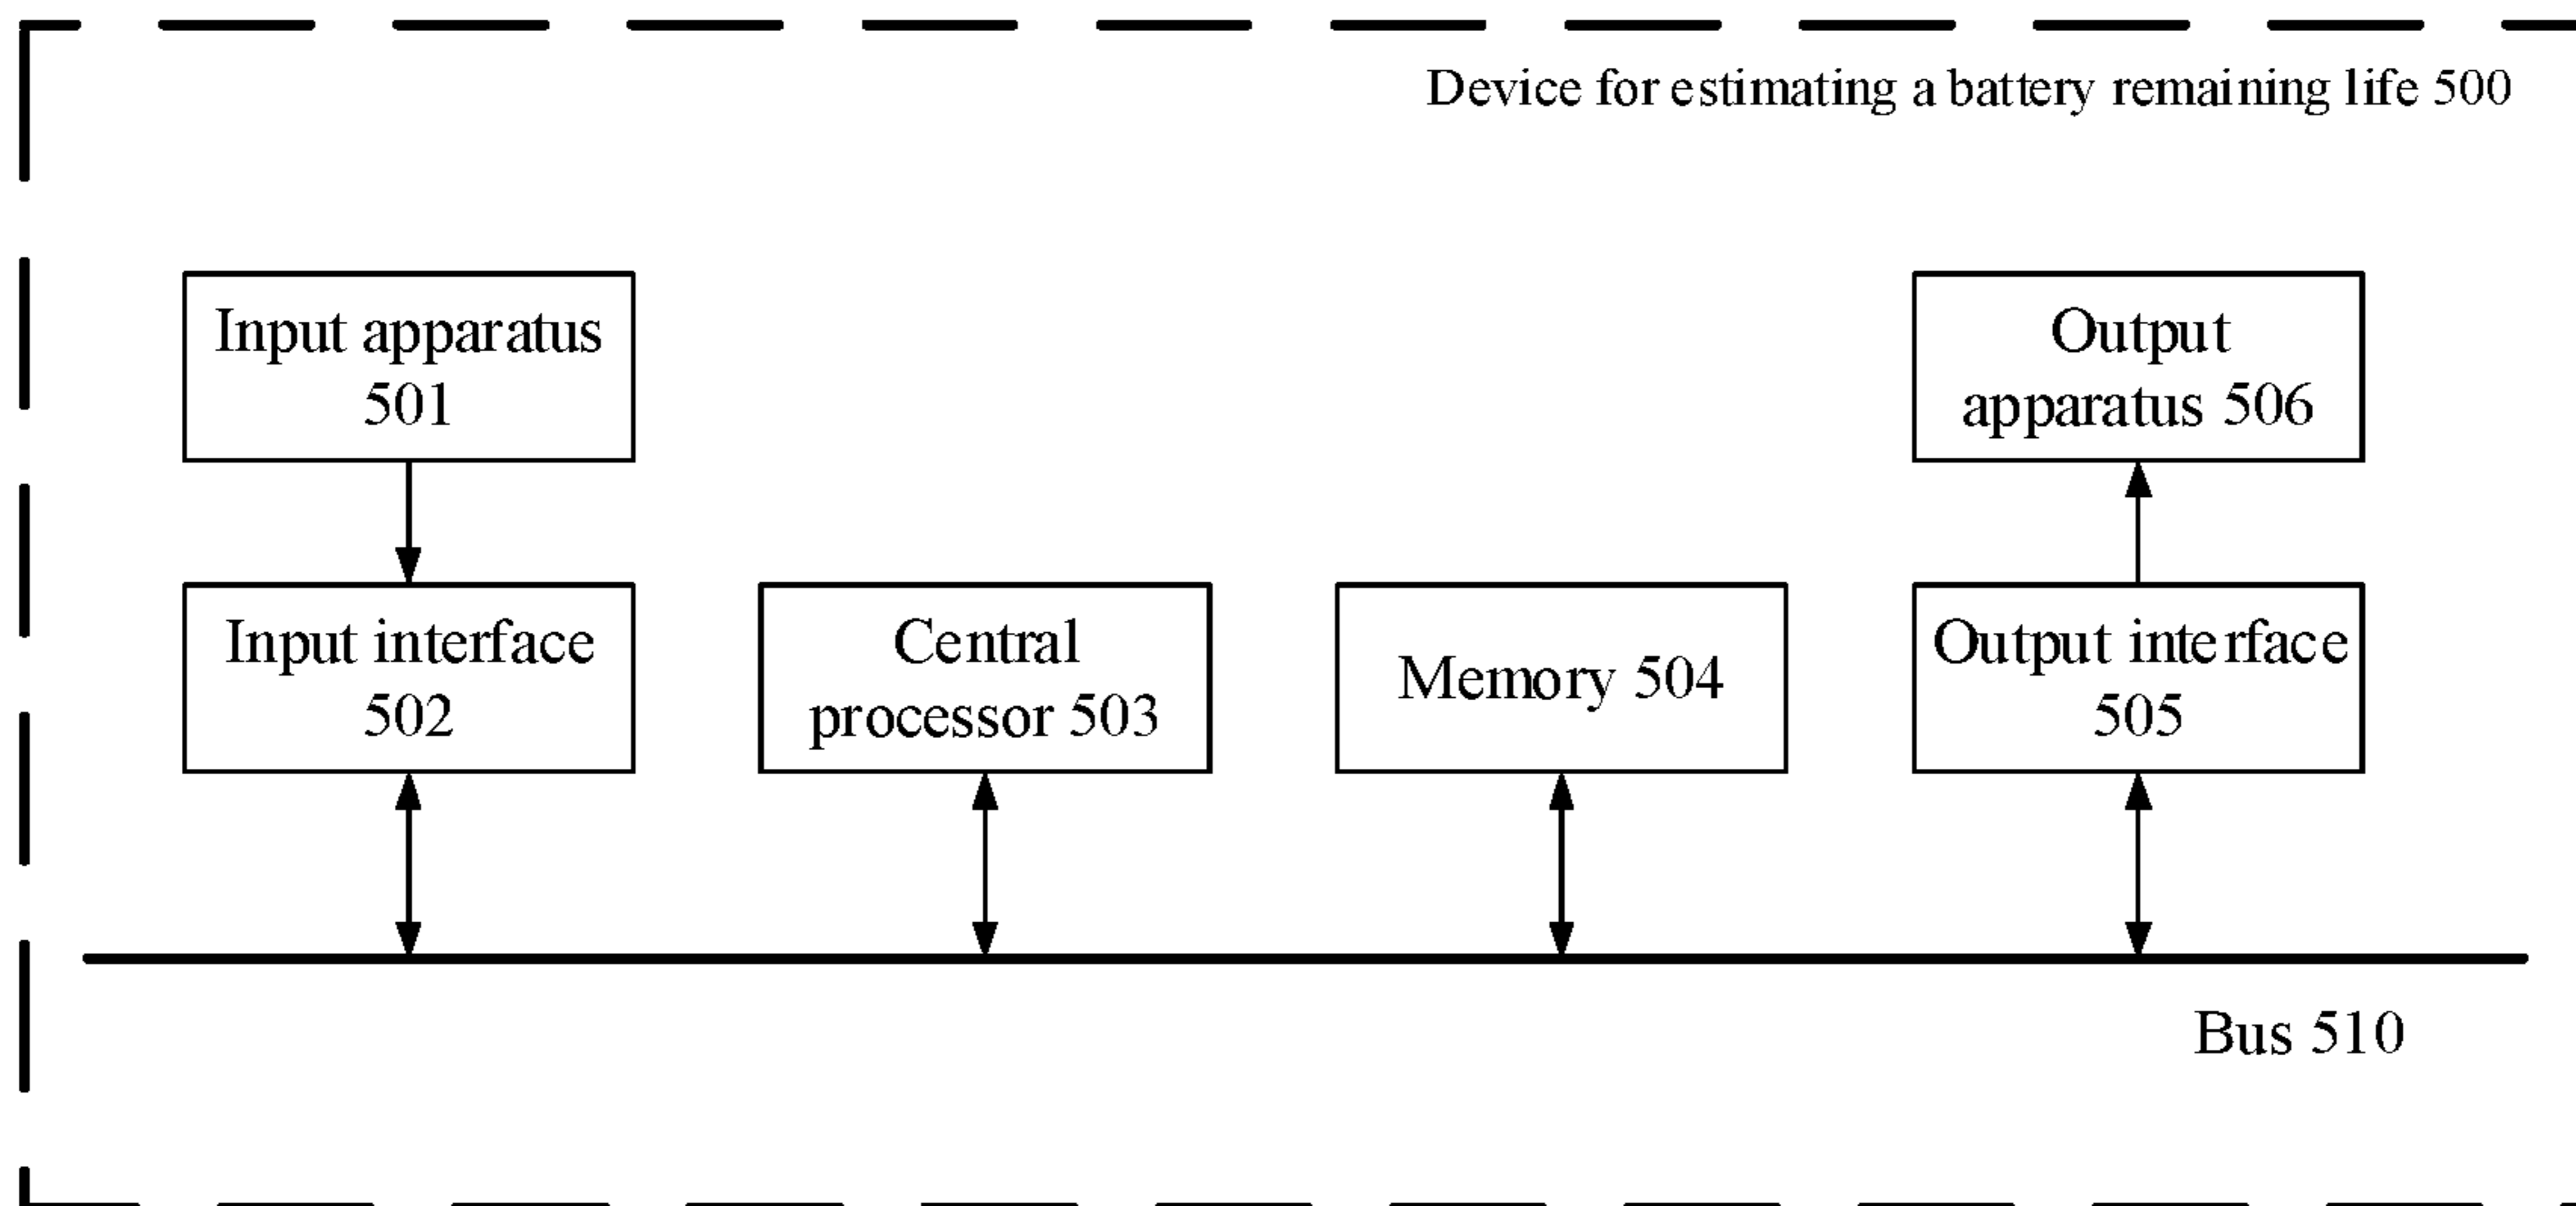 Device for estimating a battery remaining life 500
Input apparatus
501
Output
apparatus 506
Input interface
502
Central
processor 503
Memory 504
Output interface
505
Bus 510